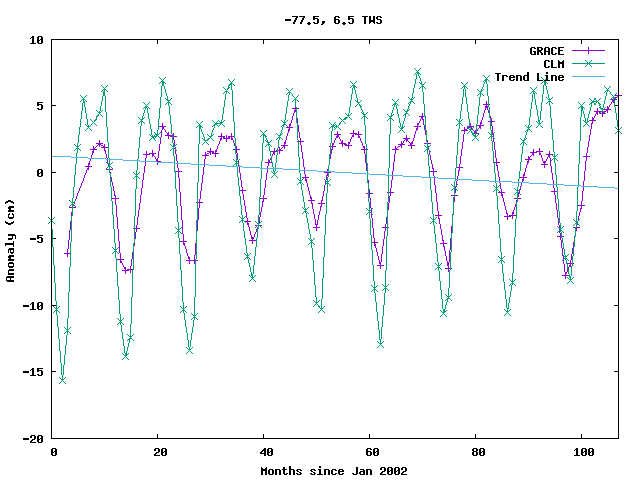 -77.5, 6.5 TWS
GRACE
CLM
Trend Line
10
5
0
-5
-10
-15
-20
Anomaly (cm)
0 20 40 60 80 100
Months since Jan 2002